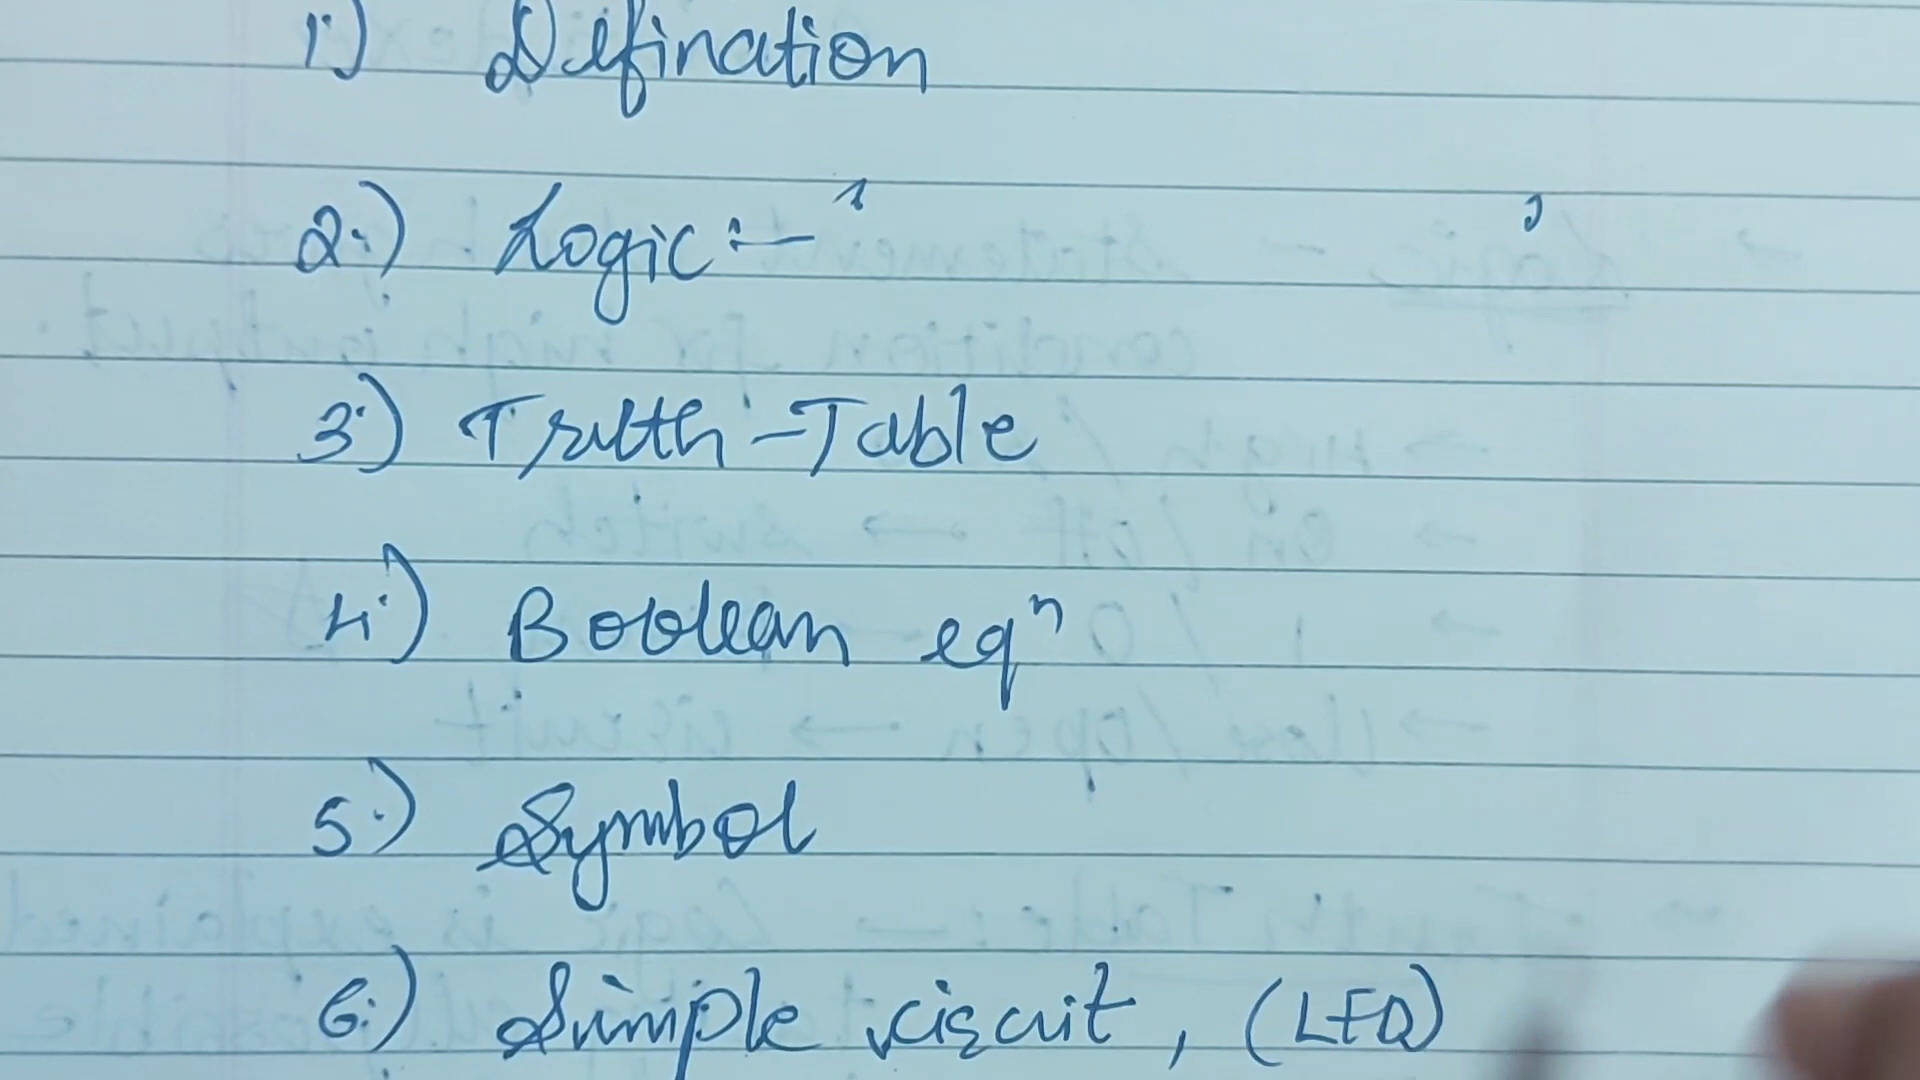 1.) Defination
2.) Logic :-
3.) Truth-Table
4.) Boolean eqⁿ
5.) Symbol
6.) Simple circuit, (LED)